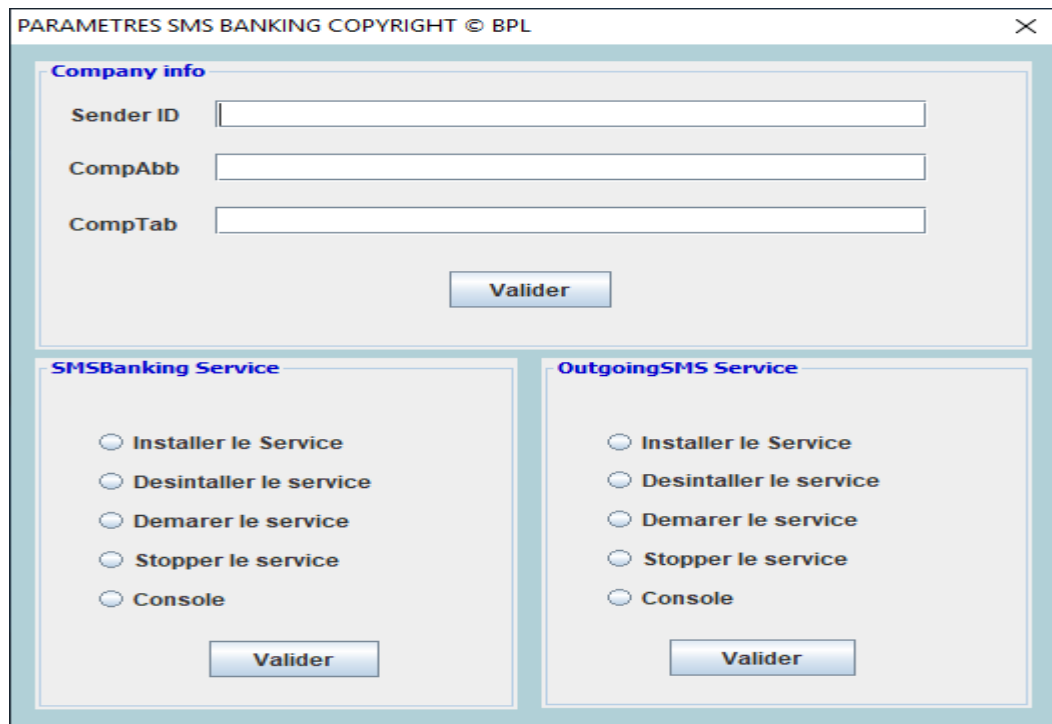 PARAMETRES SMS BANKING COPYRIGHT © BPL
Company info
Sender ID
CompAbb
CompTab
Valider
SMSBanking Service
Installer le Service
Desintaller le service
Demarer le service
Stopper le service
Console
Valider
OutgoingSMS Service
Installer le Service
Desintaller le service
Demarer le service
Stopper le service
Console
Valider